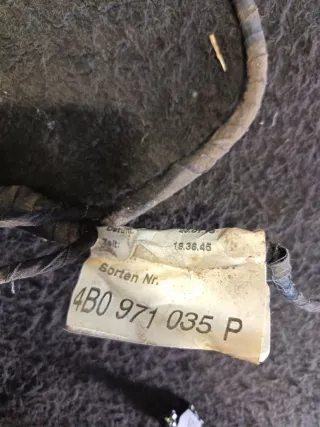 Datum:
Zeit: 18.38.45
Sorten Nr.
4B0 971 035 P